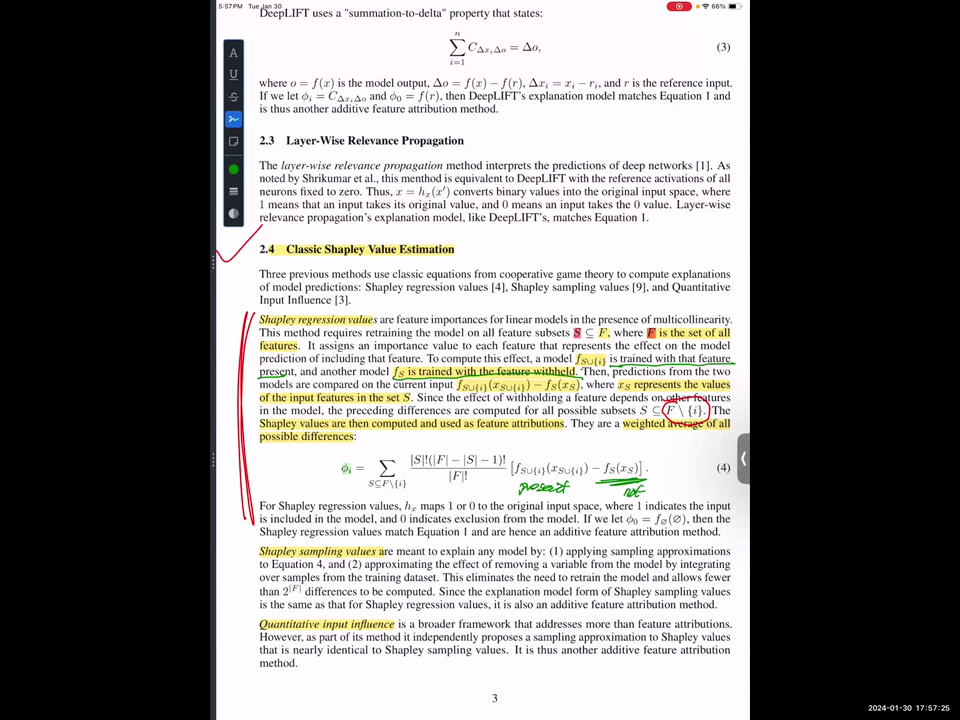 5:57PM Tue Jan 30
66%
DeepLIFT uses a "summation-to-delta" property that states:
n
∑ C_{Δx_iΔo} = Δo, (3)
i=1
where o = f(x) is the model output, Δo = f(x) − f(r), Δx_i = x_i − r_i, and r is the reference input.
If we let ϕ_i = C_{Δx_iΔo} and ϕ_0 = f(r), then DeepLIFT's explanation model matches Equation 1 and
is thus another additive feature attribution method.
2.3 Layer-Wise Relevance Propagation
The layer-wise relevance propagation method interprets the predictions of deep networks [1]. As
noted by Shrikumar et al., this menthod is equivalent to DeepLIFT with the reference activations of all
neurons fixed to zero. Thus, x = h_x(x′) converts binary values into the original input space, where
1 means that an input takes its original value, and 0 means an input takes the 0 value. Layer-wise
relevance propagation's explanation model, like DeepLIFT's, matches Equation 1.
2.4 Classic Shapley Value Estimation
Three previous methods use classic equations from cooperative game theory to compute explanations
of model predictions: Shapley regression values [4], Shapley sampling values [9], and Quantitative
Input Influence [3].
Shapley regression values are feature importances for linear models in the presence of multicollinearity.
This method requires retraining the model on all feature subsets S ⊆ F, where F is the set of all
features. It assigns an importance value to each feature that represents the effect on the model
prediction of including that feature. To compute this effect, a model f_{S∪{i}} is trained with that feature
present, and another model f_S is trained with the feature withheld. Then, predictions from the two
models are compared on the current input f_{S∪{i}}(x_{S∪{i}}) − f_S(x_S), where x_S represents the values
of the input features in the set S. Since the effect of withholding a feature depends on other features
in the model, the preceding differences are computed for all possible subsets S ⊆ F \ {i}. The
Shapley values are then computed and used as feature attributions. They are a weighted average of all
possible differences:
ϕ_i = ∑_{S⊆F\{i}} |S|!(|F| − |S| − 1)! / |F|! [f_{S∪{i}}(x_{S∪{i}}) − f_S(x_S)]. (4)
present not
For Shapley regression values, h_x maps 1 or 0 to the original input space, where 1 indicates the input
is included in the model, and 0 indicates exclusion from the model. If we let ϕ_0 = f_∅(∅), then the
Shapley regression values match Equation 1 and are hence an additive feature attribution method.
Shapley sampling values are meant to explain any model by: (1) applying sampling approximations
to Equation 4, and (2) approximating the effect of removing a variable from the model by integrating
over samples from the training dataset. This eliminates the need to retrain the model and allows fewer
than 2^{|F|} differences to be computed. Since the explanation model form of Shapley sampling values
is the same as that for Shapley regression values, it is also an additive feature attribution method.
Quantitative input influence is a broader framework that addresses more than feature attributions.
However, as part of its method it independently proposes a sampling approximation to Shapley values
that is nearly identical to Shapley sampling values. It is thus another additive feature attribution
method.
3
2024-01-30 17:57:25